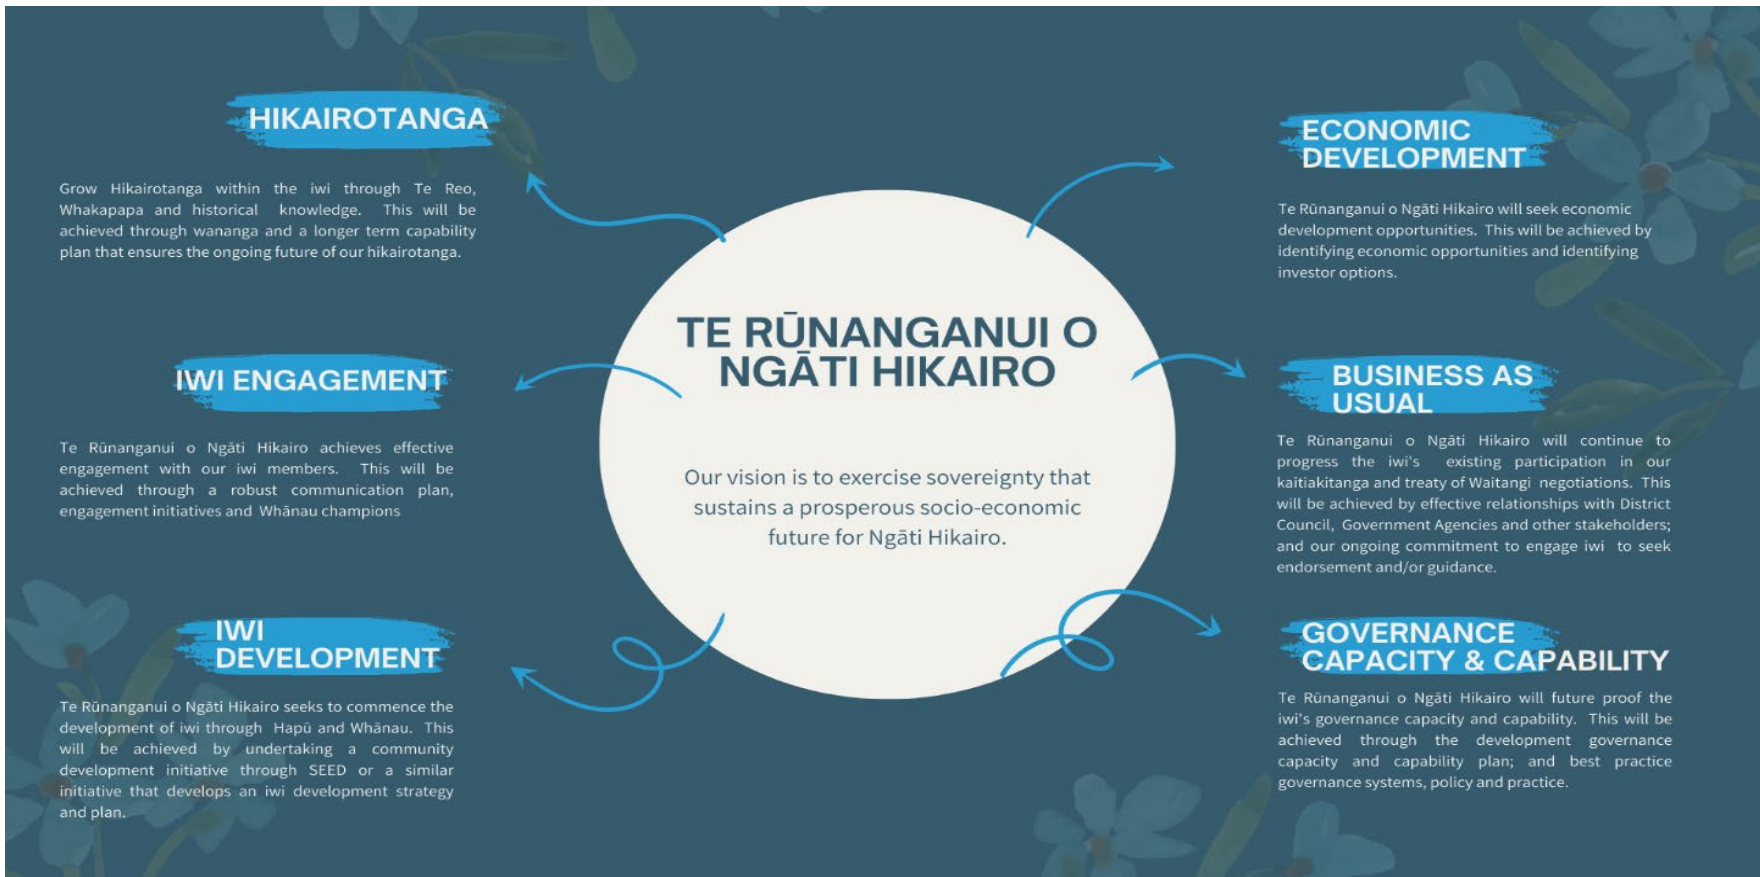 HIKAIROTANGA
Grow Hikairotanga within the iwi through Te Reo,
Whakapapa and historical knowledge. This will be
achieved through wananga and a longer term capability
plan that ensures the ongoing future of our hikairotanga.
IWI ENGAGEMENT
Te Rūnanganui o Ngāti Hikairo achieves effective
engagement with our iwi members. This will be
achieved through a robust communication plan,
engagement initiatives and Whānau champions
IWI
DEVELOPMENT
Te Rūnanganui o Ngāti Hikairo seeks to commence the
development of iwi through Hapū and Whānau. This
will be achieved by undertaking a community
development initiative through SEED or a similar
initiative that develops an iwi development strategy
and plan.
TE RŪNANGANUI O
NGĀTI HIKAIRO
Our vision is to exercise sovereignty that
sustains a prosperous socio-economic
future for Ngāti Hikairo.
ECONOMIC
DEVELOPMENT
Te Rūnanganui o Ngāti Hikairo will seek economic
development opportunities. This will be achieved by
identifying economic opportunities and identifying
investor options.
BUSINESS AS
USUAL
Te Rūnanganui o Ngāti Hikairo will continue to
progress the iwi's existing participation in our
kaitiakitanga and treaty of Waitangi negotiations. This
will be achieved by effective relationships with District
Council, Government Agencies and other stakeholders;
and our ongoing commitment to engage iwi to seek
endorsement and/or guidance.
GOVERNANCE
CAPACITY & CAPABILITY
Te Rūnanganui o Ngāti Hikairo will future proof the
iwi's governance capacity and capability. This will be
achieved through the development governance
capacity and capability plan; and best practice
governance systems, policy and practice.